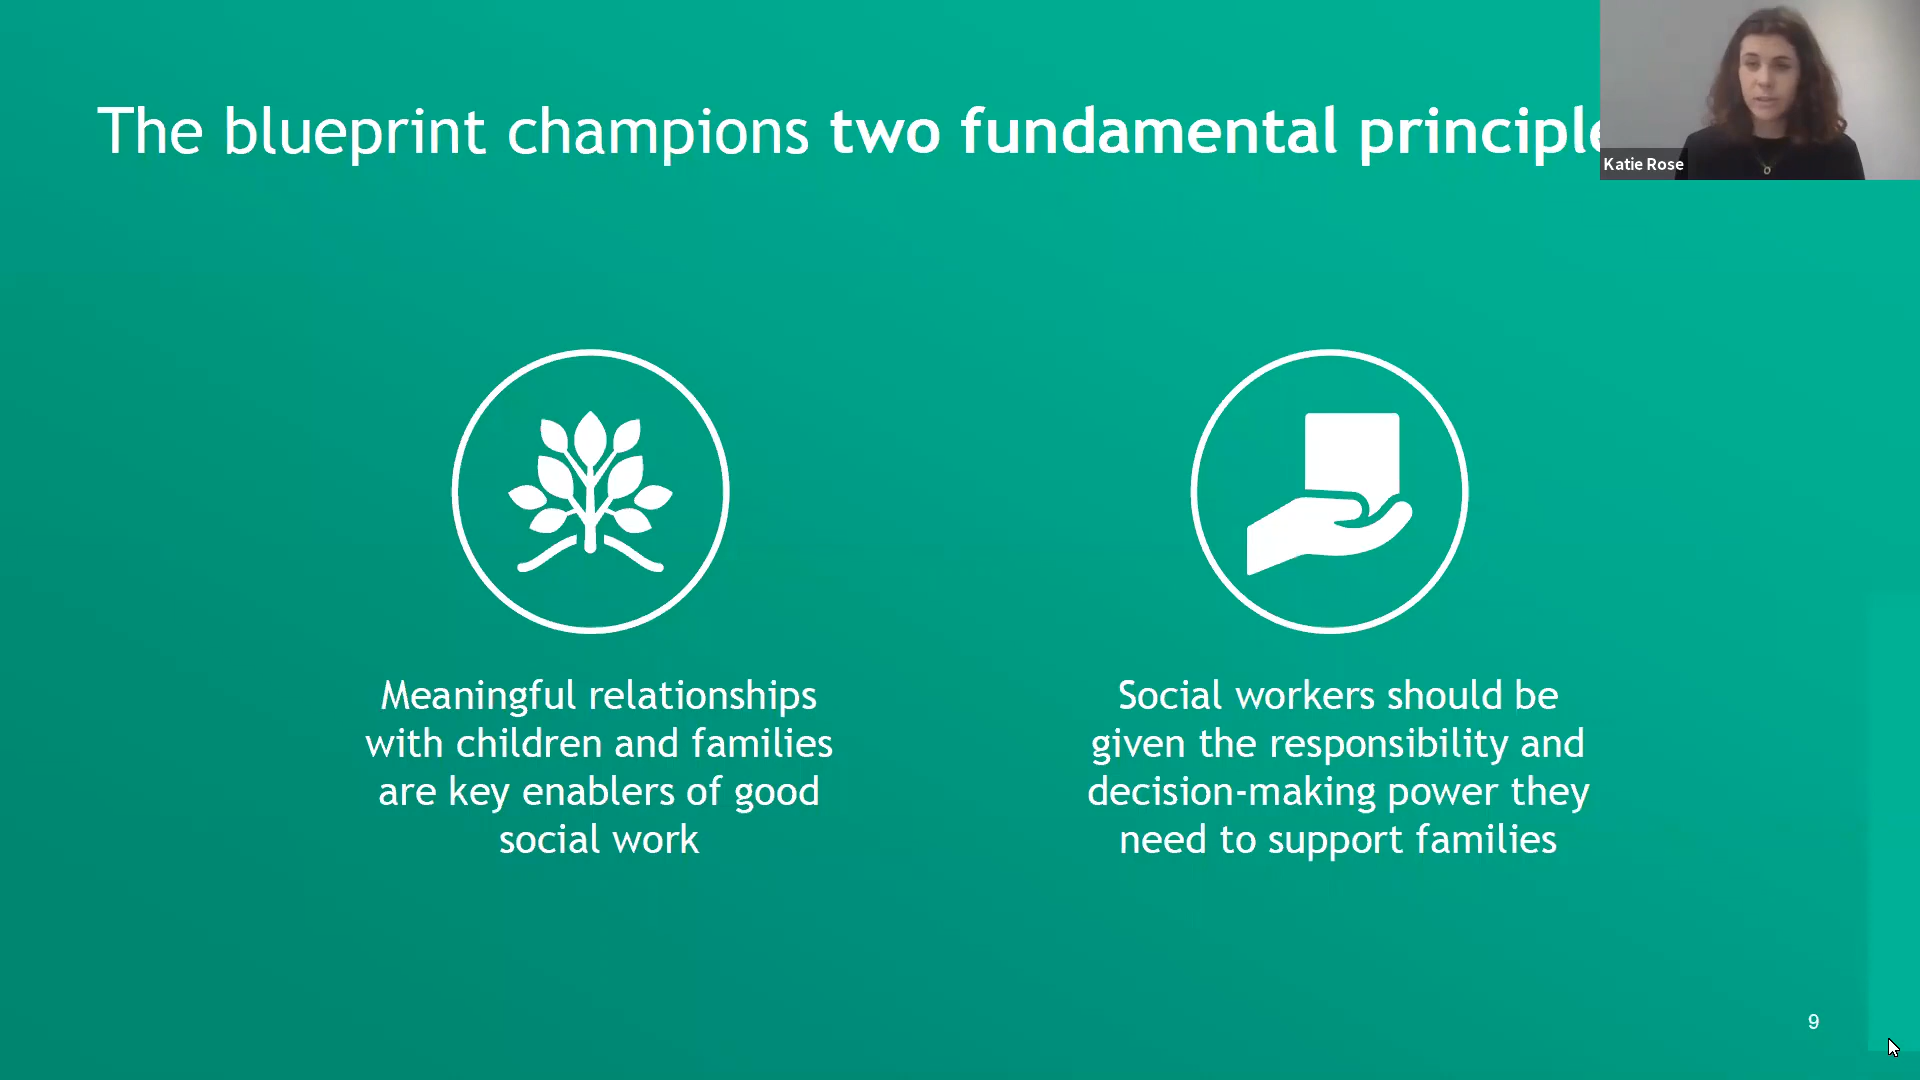 The blueprint champions two fundamental principle
Katie Rose
Meaningful relationships
with children and families
are key enablers of good
social work
Social workers should be
given the responsibility and
decision-making power they
need to support families
9